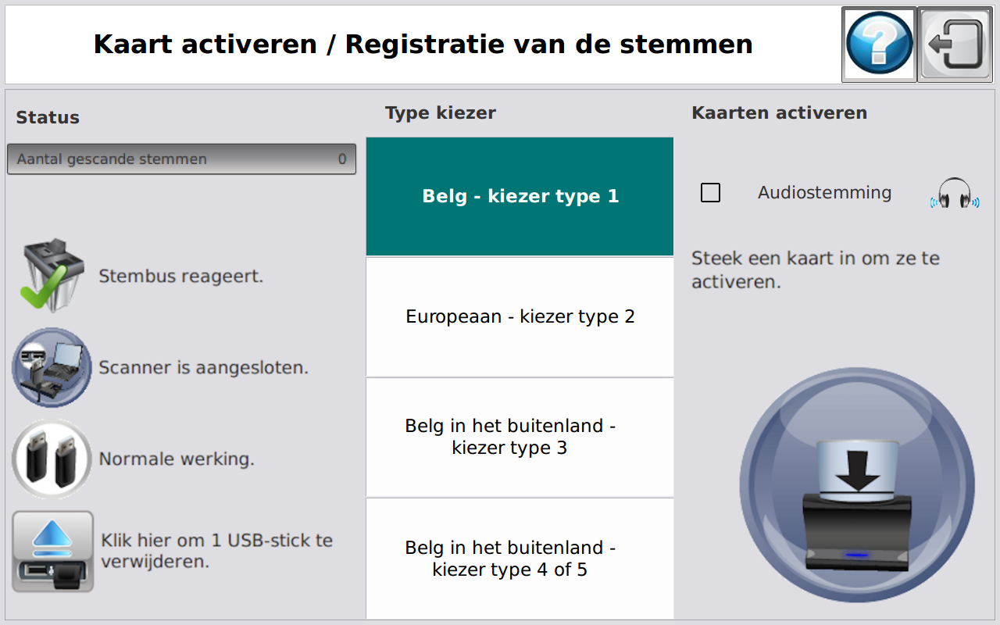 Kaart activeren / Registratie van de stemmen
Status
Aantal gescande stemmen 0
Stembus reageert.
Scanner is aangesloten.
Normale werking.
Klik hier om 1 USB-stick te
verwijderen.
Type kiezer
Belg - kiezer type 1
Europeaan - kiezer type 2
Belg in het buitenland -
kiezer type 3
Belg in het buitenland -
kiezer type 4 of 5
Kaarten activeren
Audiostemming
Steek een kaart in om ze te
activeren.